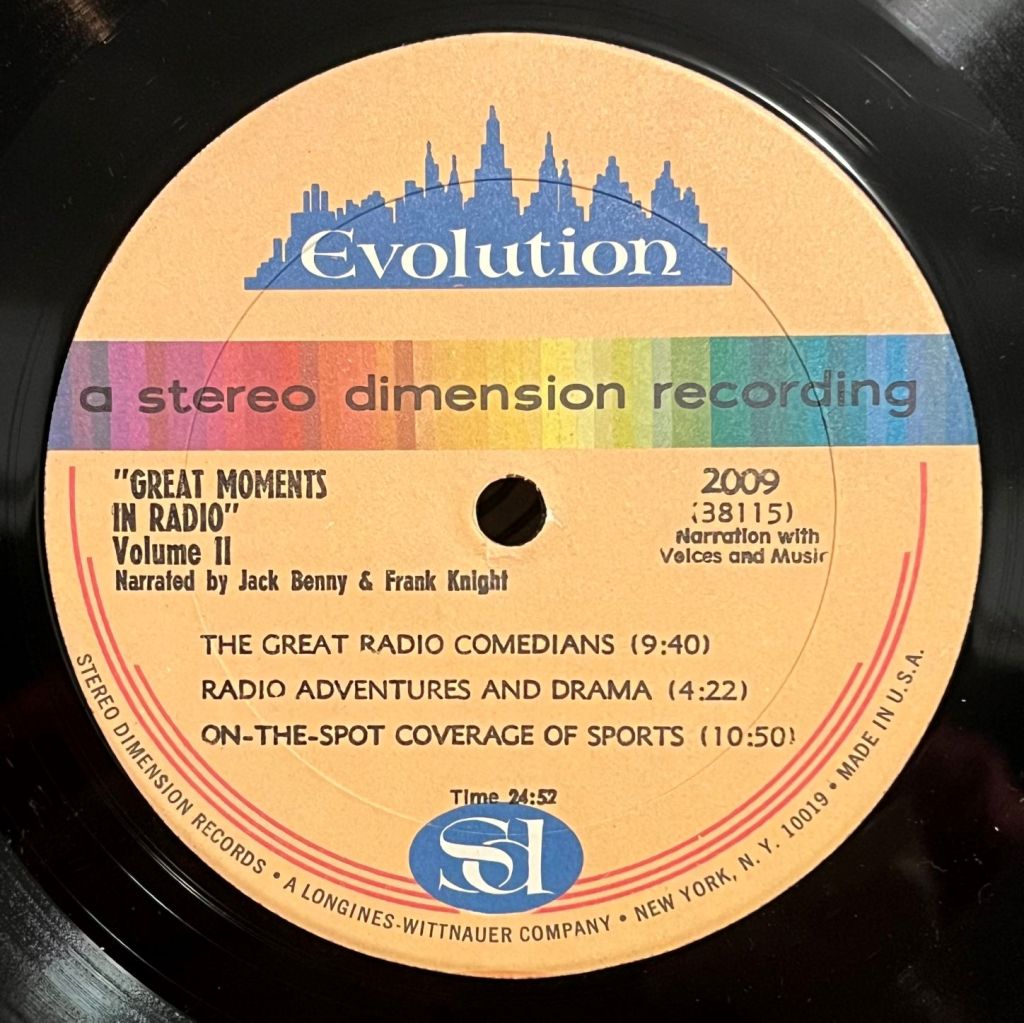 Evolution
a stereo dimension recording
"GREAT MOMENTS
IN RADIO"
Volume II
Narrated by Jack Benny & Frank Knight
2009
(38115)
Narration with
Voices and Music
THE GREAT RADIO COMEDIANS (9:40)
RADIO ADVENTURES AND DRAMA (4:22)
ON-THE-SPOT COVERAGE OF SPORTS (10:50)
Time 24:52
sd
STEREO DIMENSION RECORDS • A LONGINES-WITTNAUER COMPANY • NEW YORK, N. Y. 10019 • MADE IN U.S.A.